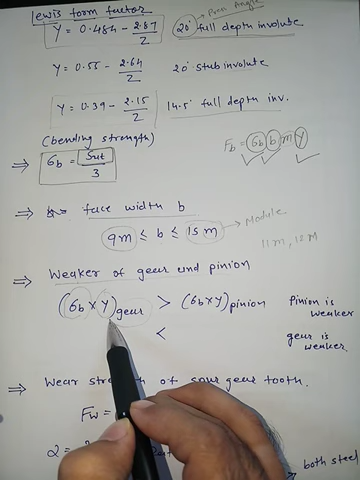 lewis form factor
Pren Angle
Y = 0.484 - 2.87/Z 20° full depth involute
Y = 0.55 - 2.64/Z 20° stub involute
Y = 0.39 - 2.15/Z 14.5° full depth inv.
(bending strength)
Fb = σb b m Y
⇒ σb = Sut/3
⇒ face width b
9m ≤ b ≤ 15m → Module
11m, 12m
⇒ Weaker of gear and pinion
(σb × Y)gear > (σb × Y)pinion Pinion is weaker
< gear is weaker.
⇒ Wear strength of spur gear tooth.
Fw =
2 = 2
both steel